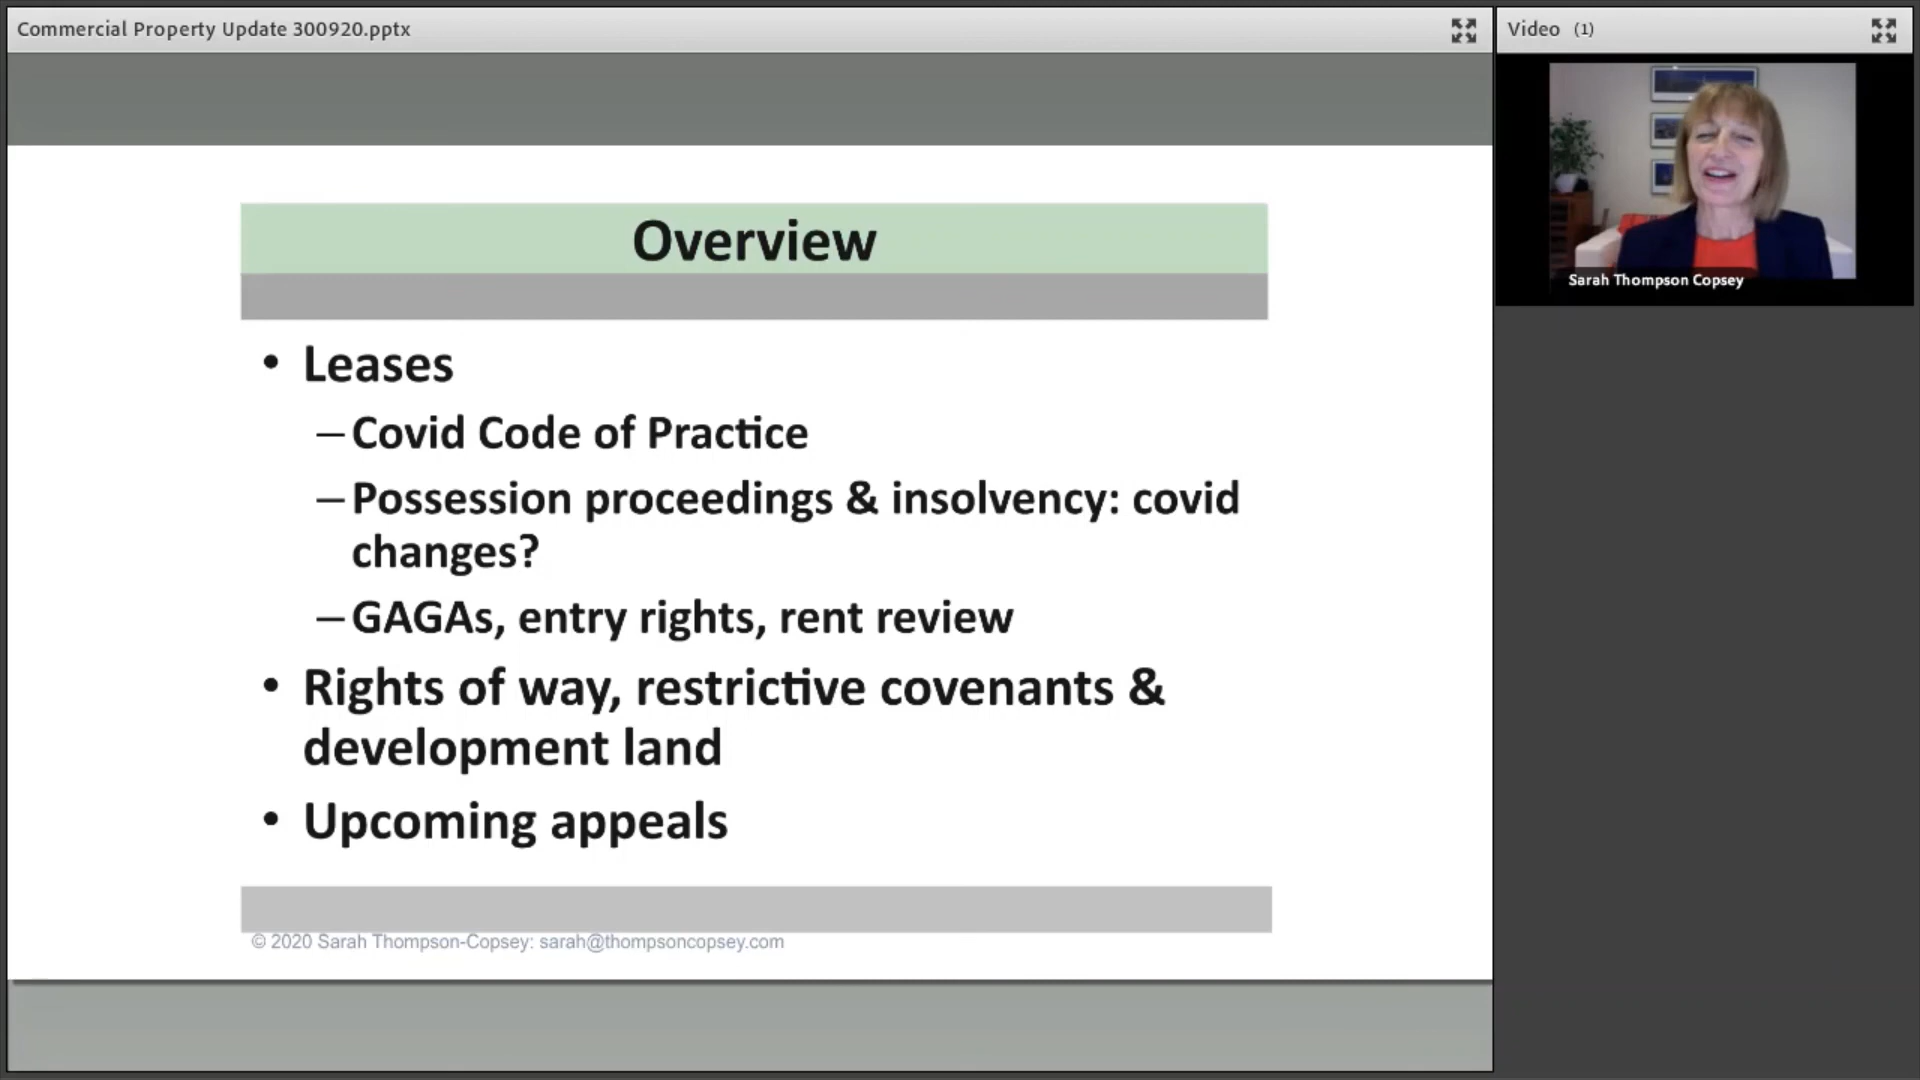 Commercial Property Update 300920.pptx
Video (1)
Sarah Thompson Copsey
Overview
• Leases
– Covid Code of Practice
– Possession proceedings & insolvency: covid
changes?
– GAGAs, entry rights, rent review
• Rights of way, restrictive covenants &
development land
• Upcoming appeals
© 2020 Sarah Thompson-Copsey: sarah@thompsoncopsey.com